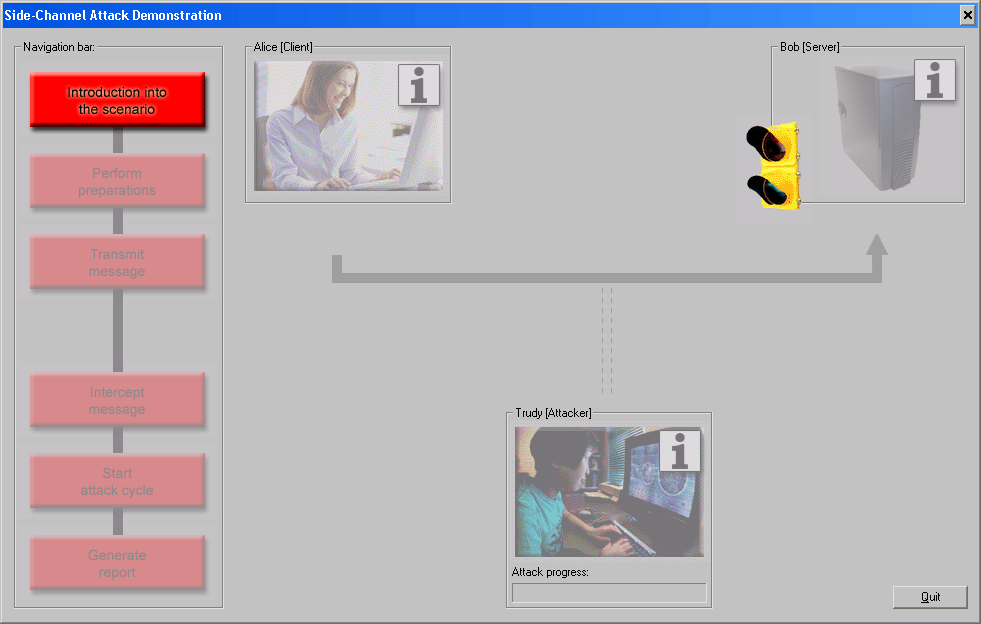 Side-Channel Attack Demonstration
Navigation bar:
Introduction into
the scenario
Perform
preparations
Transmit
message
Intercept
message
Start
attack cycle
Generate
report
Alice [Client]
i
Bob [Server]
i
Trudy [Attacker]
i
Attack progress:
Quit